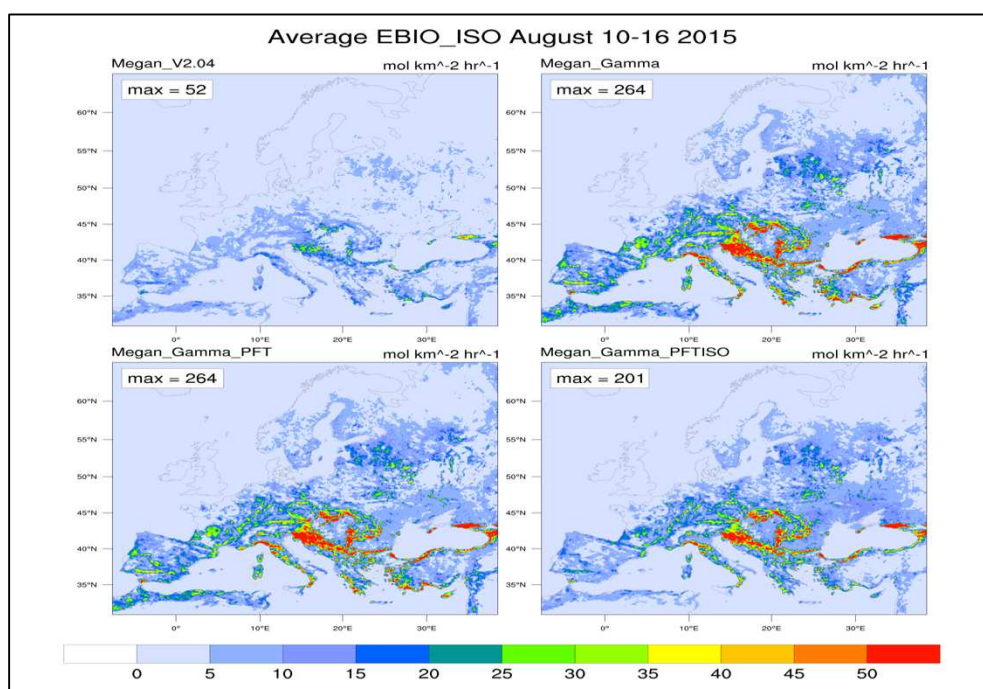 Average EBIO_ISO August 10-16 2015
Megan_V2.04 mol km^-2 hr^-1
max = 52
60°N
55°N
50°N
45°N
40°N
35°N
0° 10°E 20°E 30°E
Megan_Gamma mol km^-2 hr^-1
max = 264
60°N
55°N
50°N
45°N
40°N
35°N
0° 10°E 20°E 30°E
Megan_Gamma_PFT mol km^-2 hr^-1
max = 264
60°N
55°N
50°N
45°N
40°N
35°N
0° 10°E 20°E 30°E
Megan_Gamma_PFTISO mol km^-2 hr^-1
max = 201
60°N
55°N
50°N
45°N
40°N
35°N
0° 10°E 20°E 30°E
0 5 10 15 20 25 30 35 40 45 50